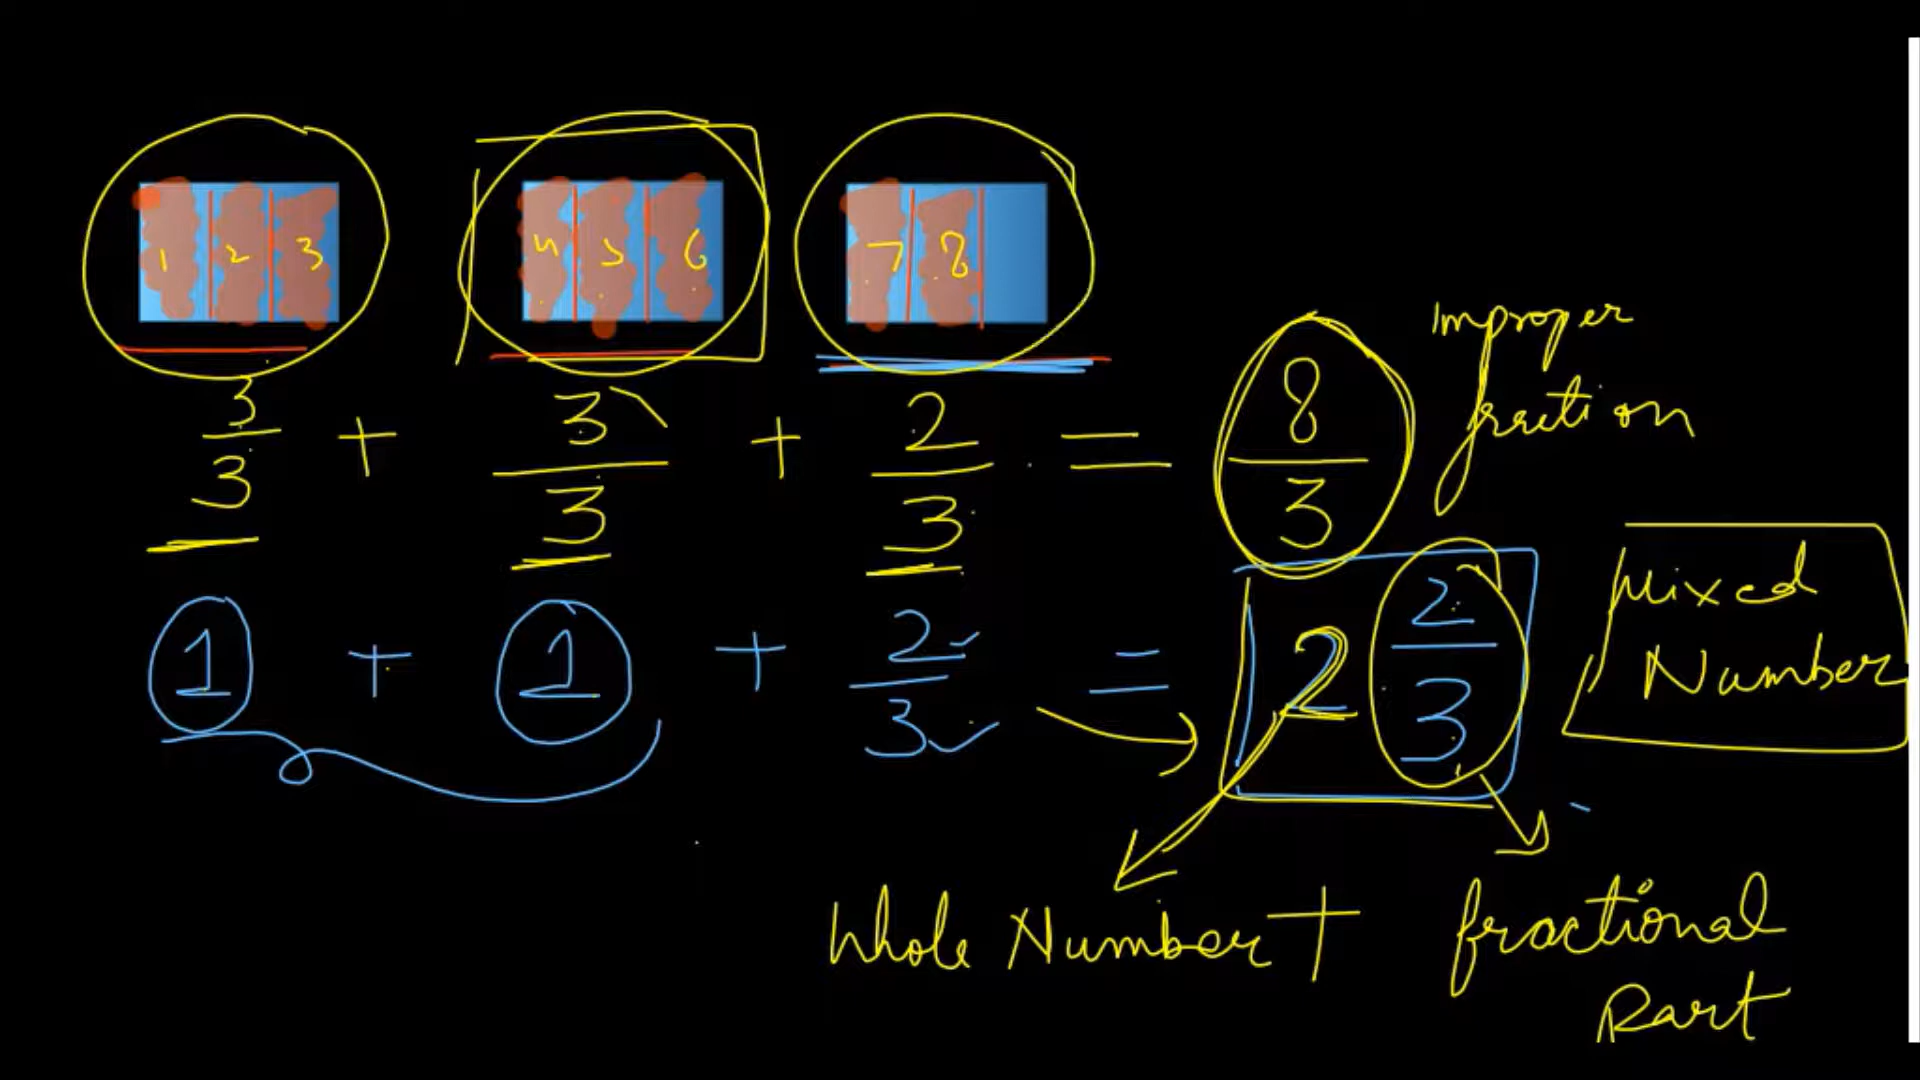 1 2 3 4 5 6 7 8
3/3 + 3/3 + 2/3 = 8/3
Improper
fraction
1 + 1 + 2/3 = 2 2/3
Mixed
Number
Whole Number + fractional
Part